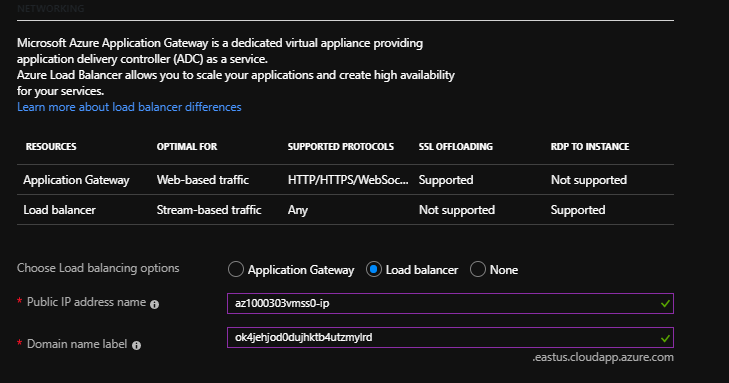 NETWORKING
Microsoft Azure Application Gateway is a dedicated virtual appliance providing
application delivery controller (ADC) as a service.
Azure Load Balancer allows you to scale your applications and create high availability
for your services.
Learn more about load balancer differences
RESOURCES OPTIMAL FOR SUPPORTED PROTOCOLS SSL OFFLOADING RDP TO INSTANCE
Application Gateway Web-based traffic HTTP/HTTPS/WebSoc... Supported Not supported
Load balancer Stream-based traffic Any Not supported Supported
Choose Load balancing options Application Gateway Load balancer None
* Public IP address name az1000303vmss0-ip
* Domain name label ok4jehjod0dujhktb4utzmylrd
.eastus.cloudapp.azure.com